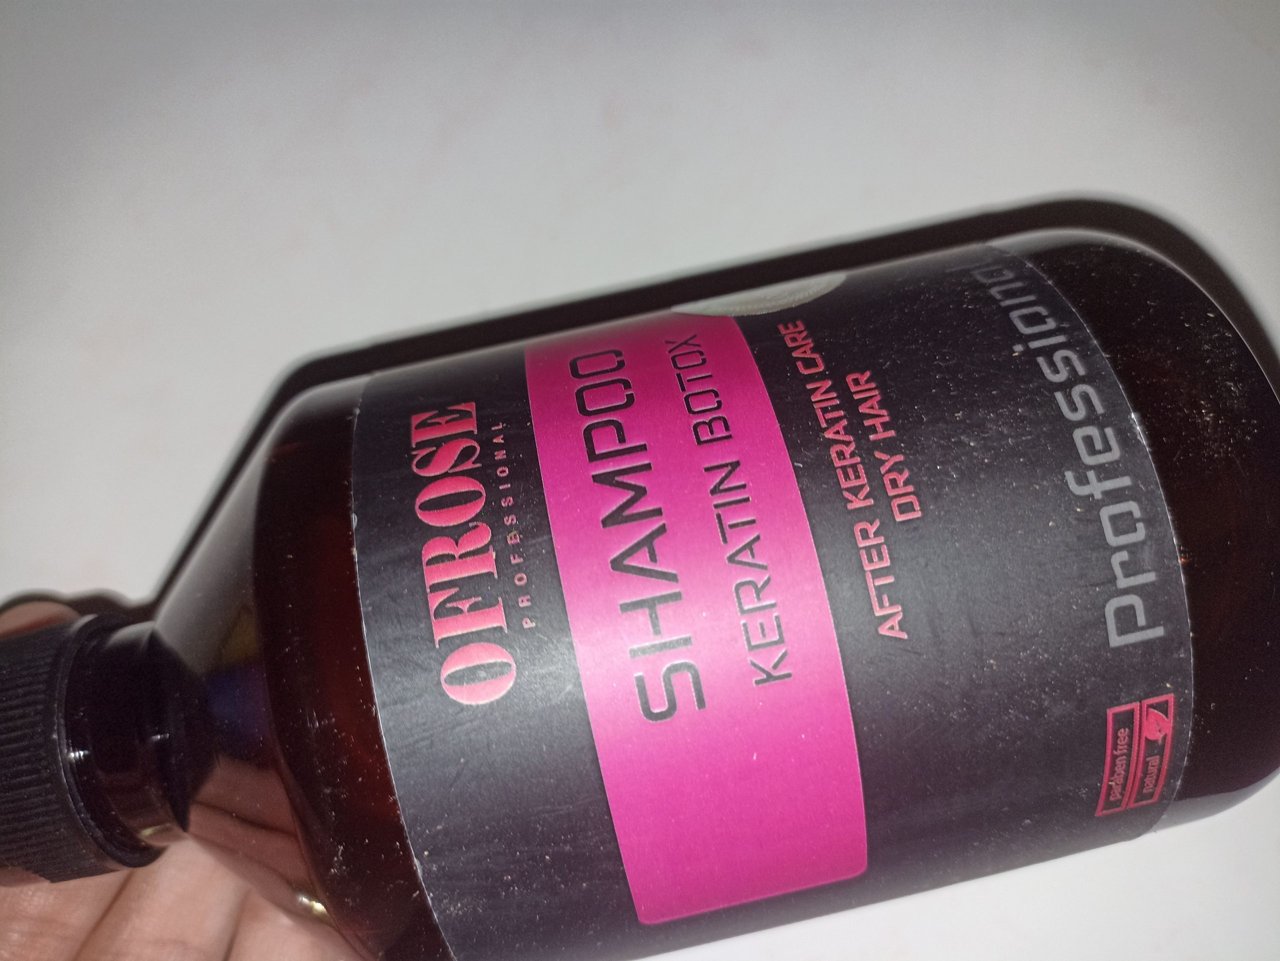 OFROSE
PROFESSIONAL
SHAMPOO
KERATIN BOTOX
AFTER KERATIN CARE
DRY HAIR
Professional
paraben free
natural